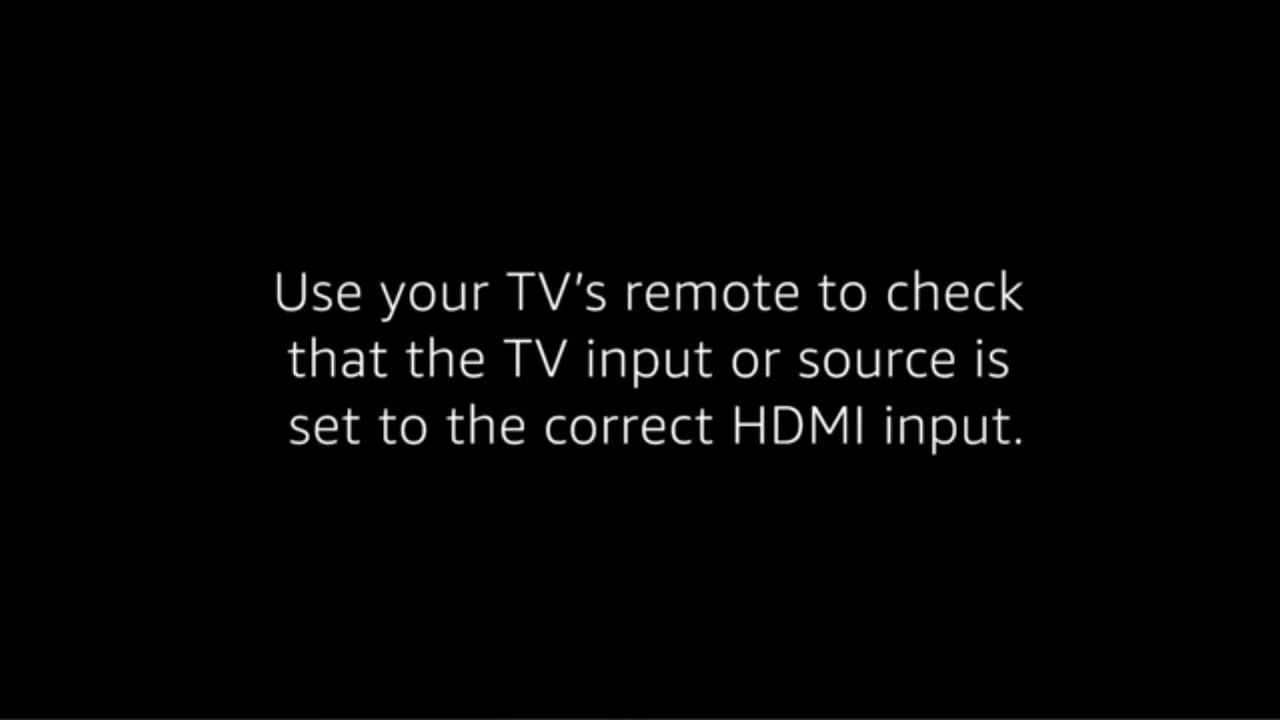 Use your TV’s remote to check
that the TV input or source is
set to the correct HDMI input.